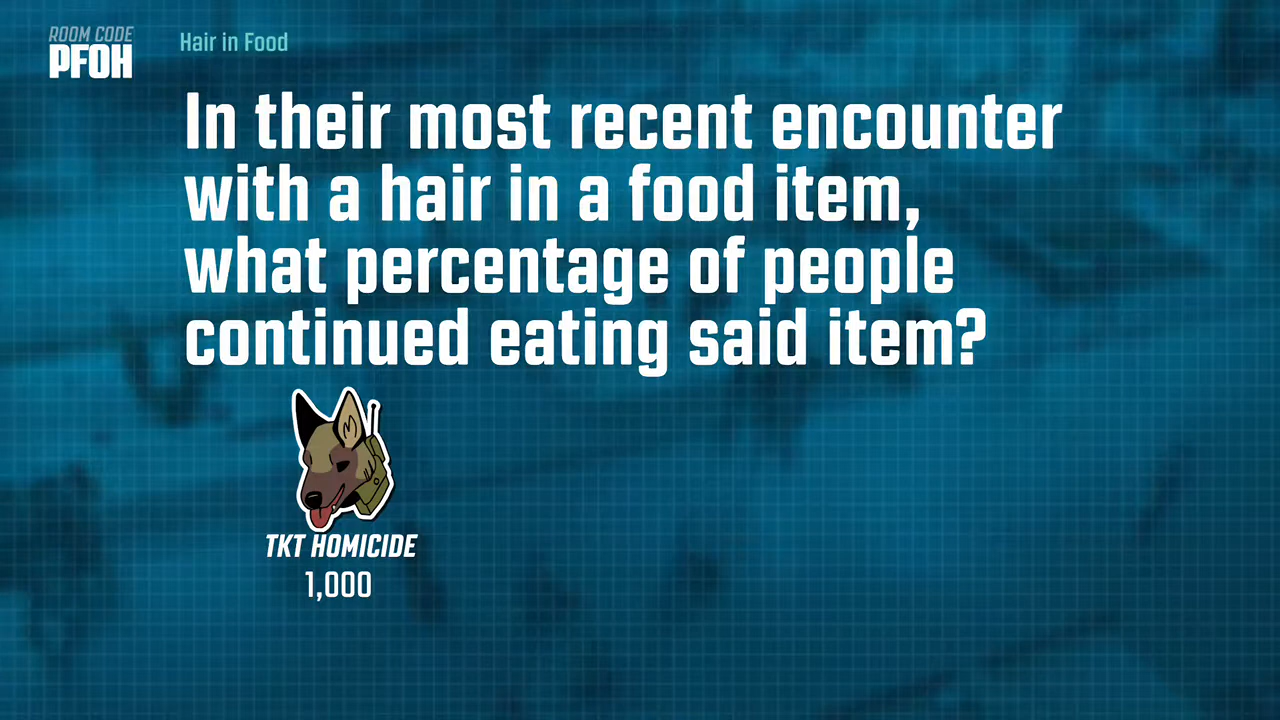 ROOM CODE
PFOH
Hair in Food
In their most recent encounter
with a hair in a food item,
what percentage of people
continued eating said item?
TKT HOMICIDE
1,000